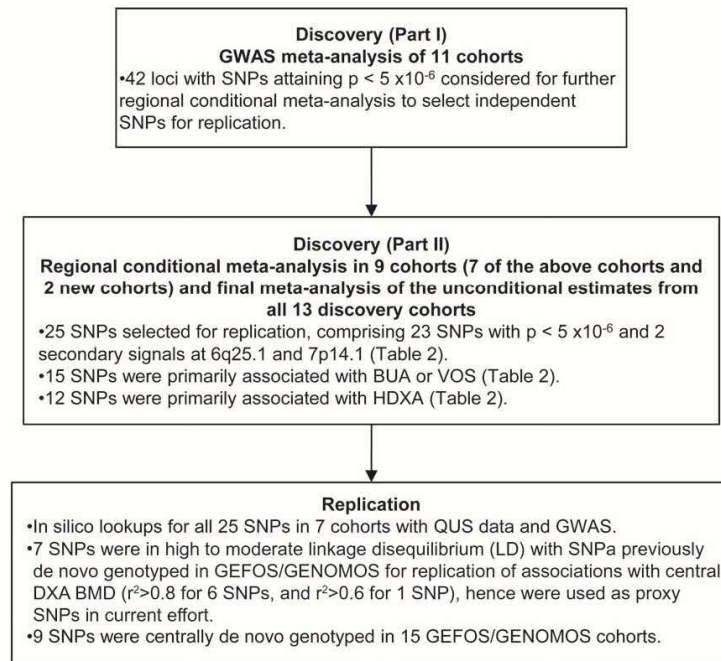 Discovery (Part I)
GWAS meta-analysis of 11 cohorts
•42 loci with SNPs attaining p < 5 x10⁻⁶ considered for further
regional conditional meta-analysis to select independent
SNPs for replication.
Discovery (Part II)
Regional conditional meta-analysis in 9 cohorts (7 of the above cohorts and
2 new cohorts) and final meta-analysis of the unconditional estimates from
all 13 discovery cohorts
•25 SNPs selected for replication, comprising 23 SNPs with p < 5 x10⁻⁶ and 2
secondary signals at 6q25.1 and 7p14.1 (Table 2).
•15 SNPs were primarily associated with BUA or VOS (Table 2).
•12 SNPs were primarily associated with HDXA (Table 2).
Replication
•In silico lookups for all 25 SNPs in 7 cohorts with QUS data and GWAS.
•7 SNPs were in high to moderate linkage disequilibrium (LD) with SNPa previously
de novo genotyped in GEFOS/GENOMOS for replication of associations with central
DXA BMD (r²>0.8 for 6 SNPs, and r²>0.6 for 1 SNP), hence were used as proxy
SNPs in current effort.
•9 SNPs were centrally de novo genotyped in 15 GEFOS/GENOMOS cohorts.